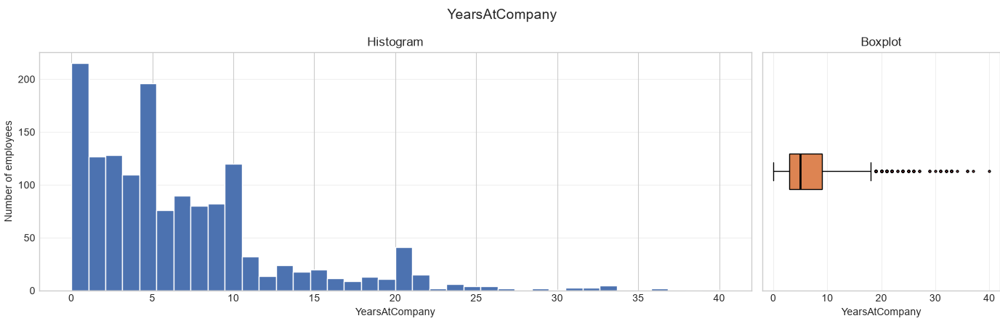 YearsAtCompany
Histogram
Boxplot
Number of employees
200
150
100
50
0
0 5 10 15 20 25 30 35 40
YearsAtCompany
0 10 20 30 40
YearsAtCompany